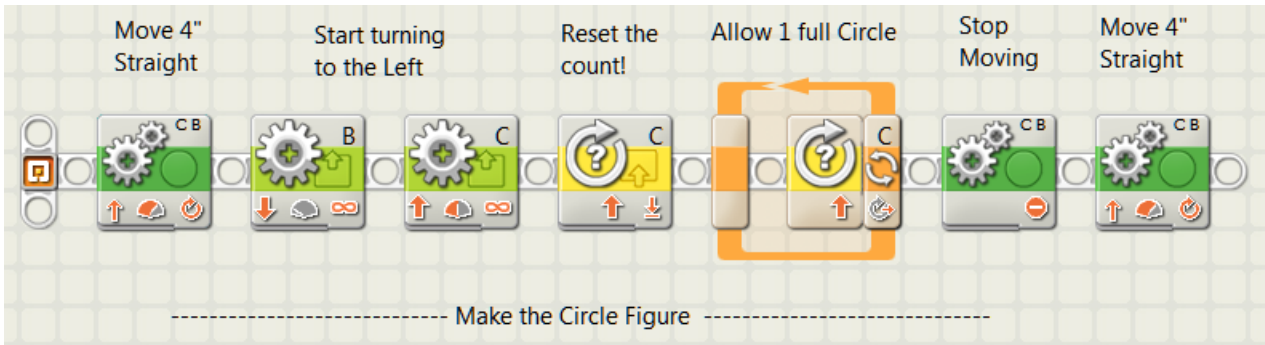 Move 4"
Straight
Start turning
to the Left
Reset the
count!
Allow 1 full Circle
Stop
Moving
Move 4"
Straight
C B
B
C
C
C
C B
C B
------------------------------ Make the Circle Figure ------------------------------